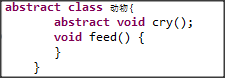 abstract class 动物{
abstract void cry();
void feed() {
}
}